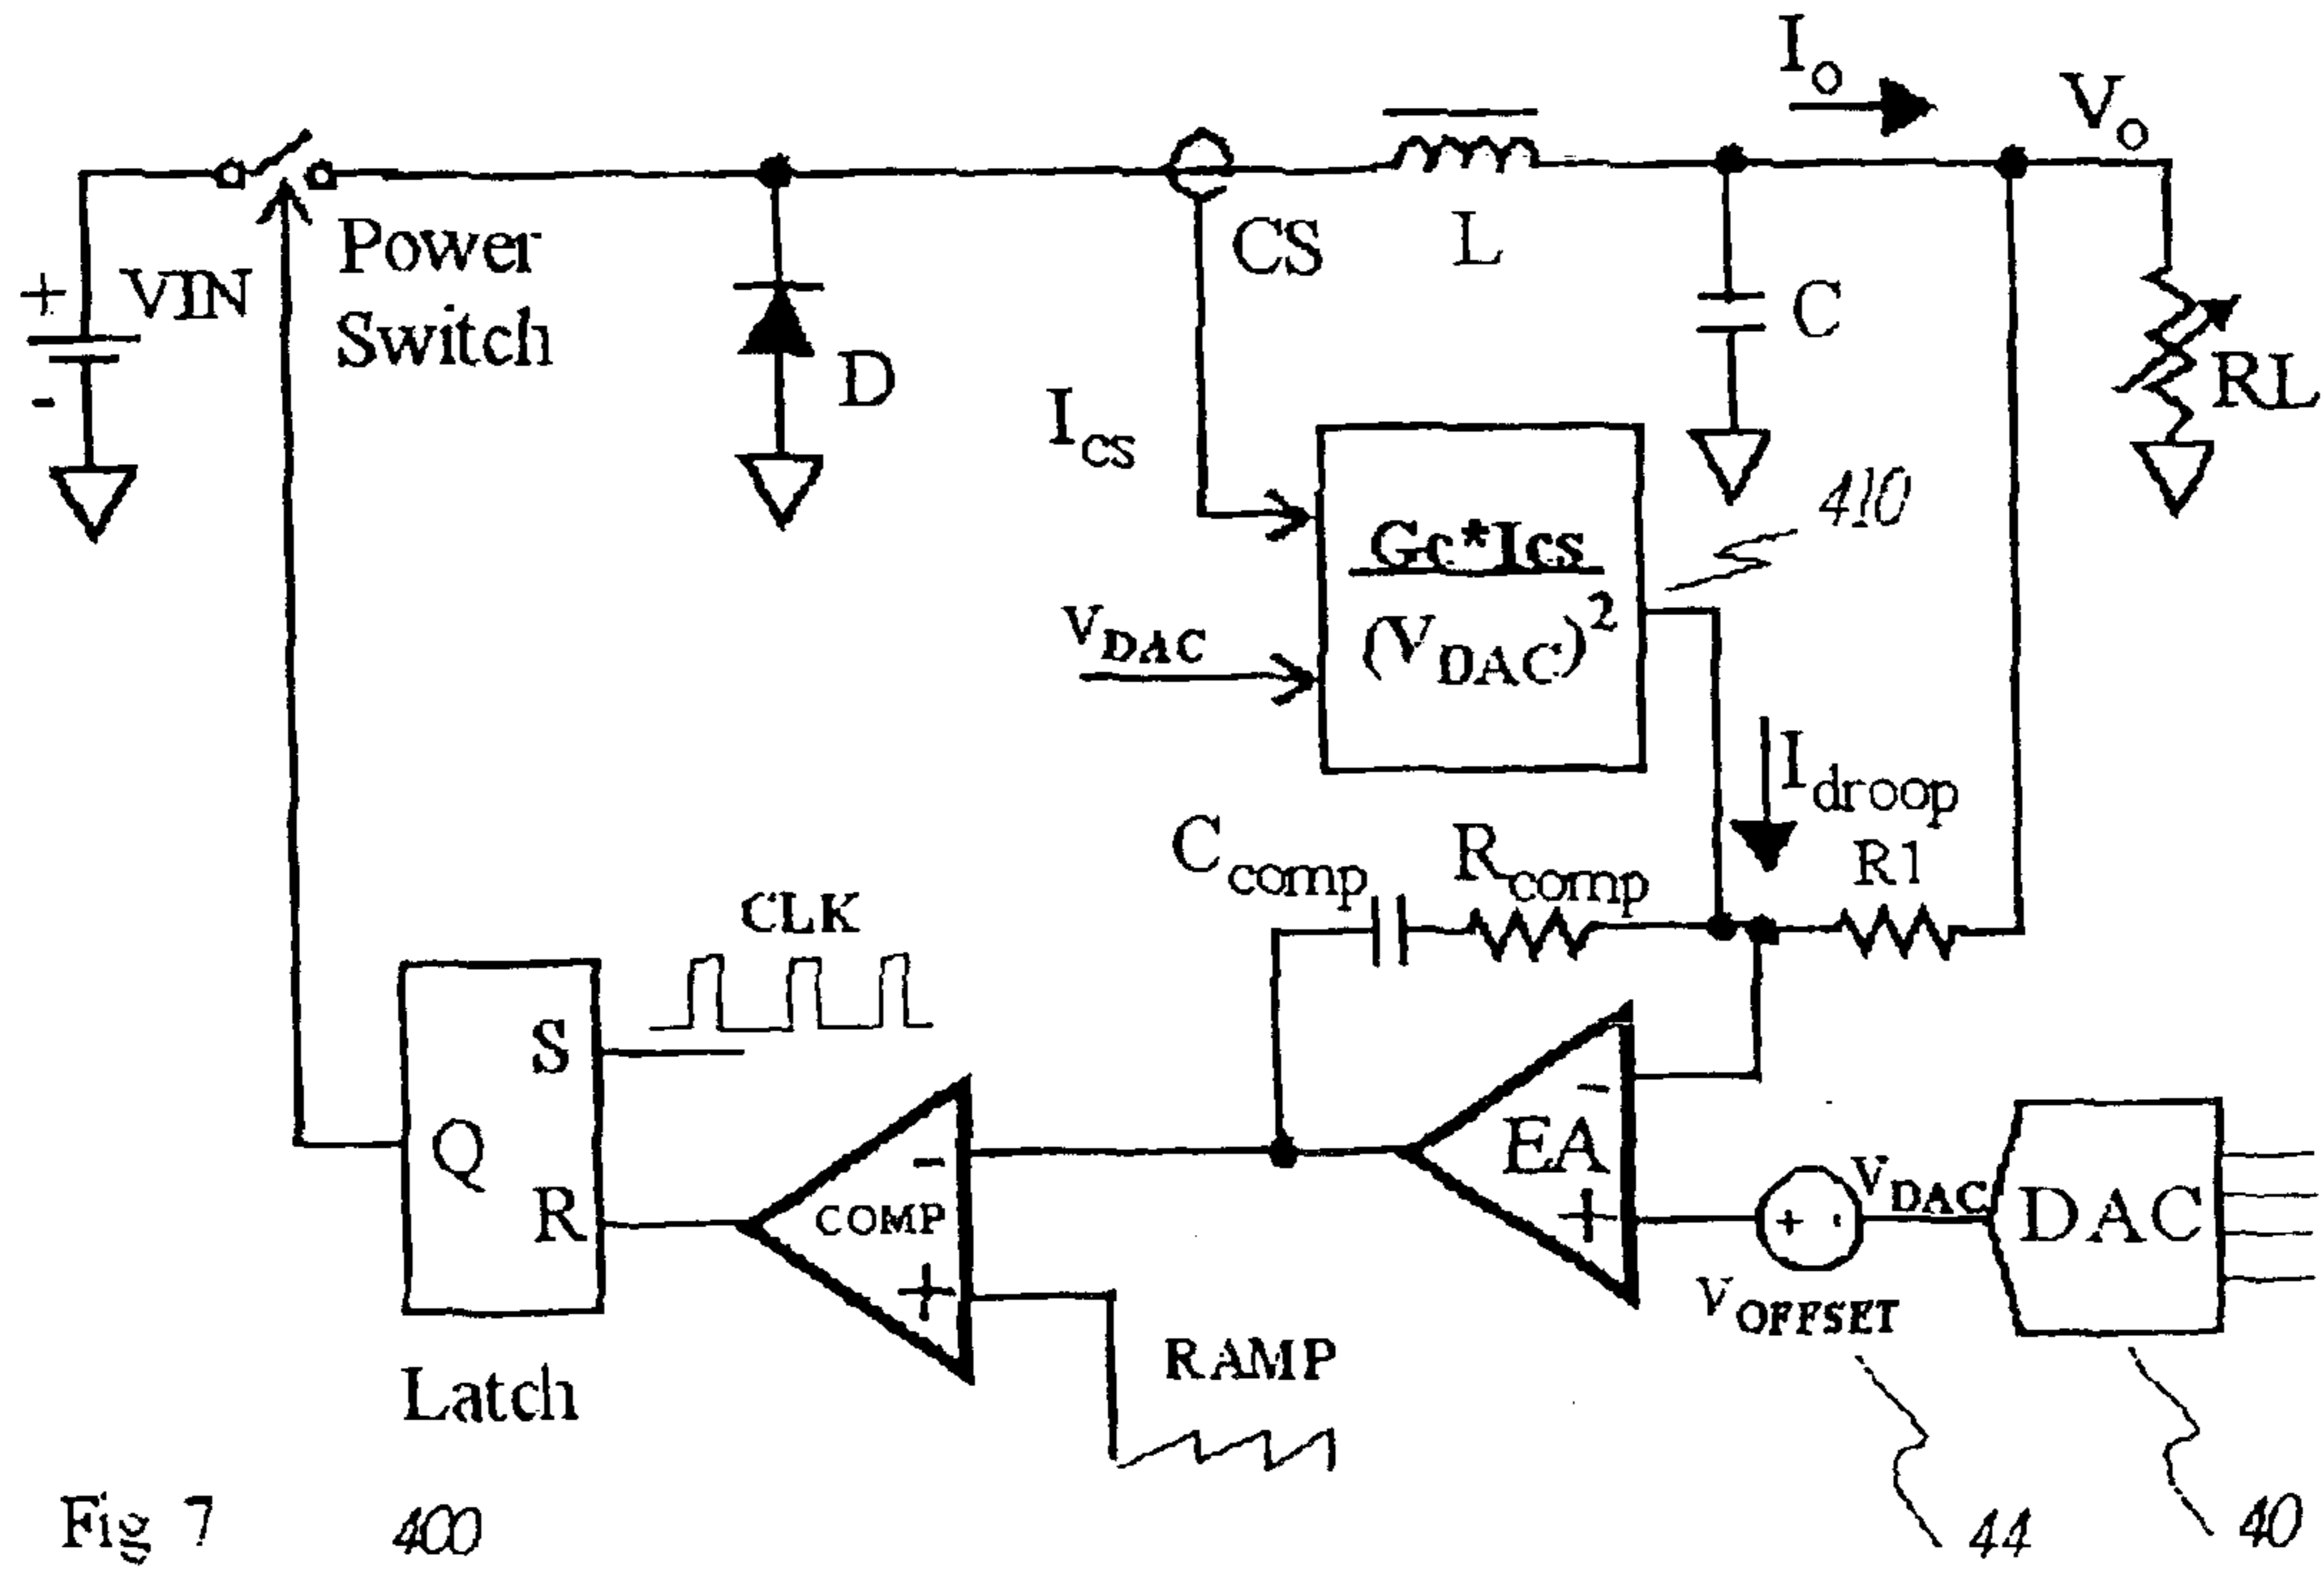 Io
Vo
+
VIN
-
Power
Switch
D
CS
L
C
RL
Ics
Gc*Ics
(VDAC)2
VDAC
410
Idroop
Ccomp
Rcomp
R1
CLK
S
Q
R
Latch
-
COMP
+
RAMP
-
EA
+
+ -
VDAC
DAC
VOFFSET
44
40
Fig 7
400